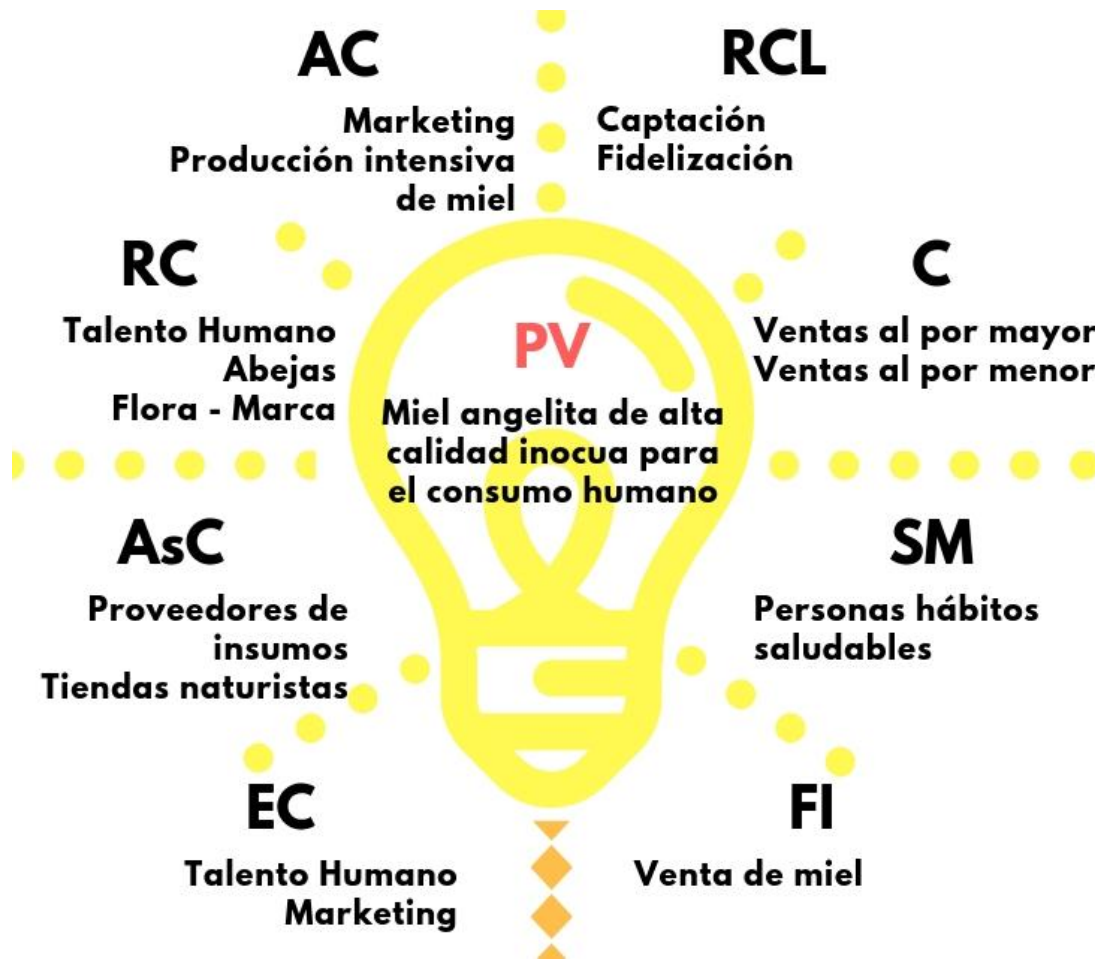 AC
Marketing
Producción intensiva
de miel
RCL
Captación
Fidelización
RC
Talento Humano
Abejas
Flora - Marca
PV
Miel angelita de alta
calidad inocua para
el consumo humano
C
Ventas al por mayor
Ventas al por menor
AsC
Proveedores de
insumos
Tiendas naturistas
SM
Personas hábitos
saludables
EC
Talento Humano
Marketing
FI
Venta de miel